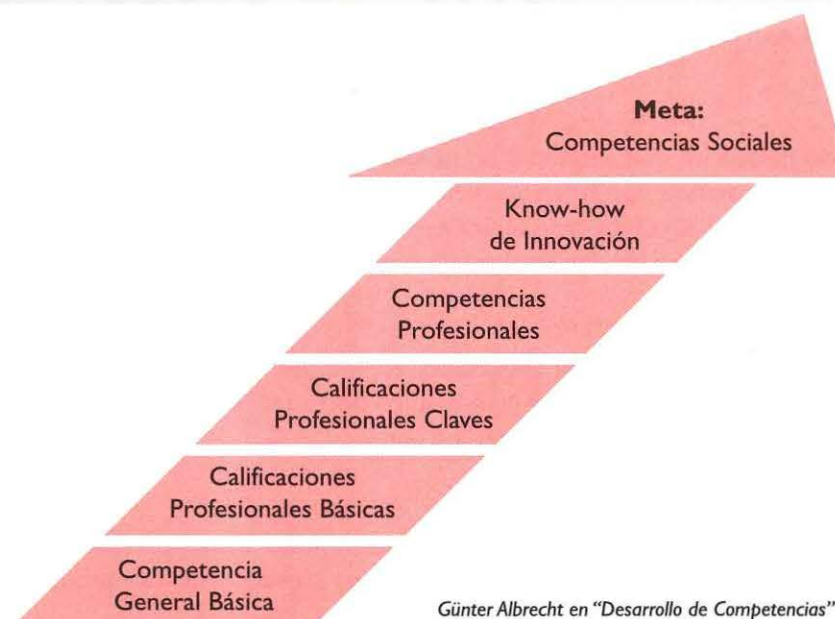 Meta:
Competencias Sociales
Know-how
de Innovación
Competencias
Profesionales
Calificaciones
Profesionales Claves
Calificaciones
Profesionales Básicas
Competencia
General Básica
Günter Albrecht en "Desarrollo de Competencias"